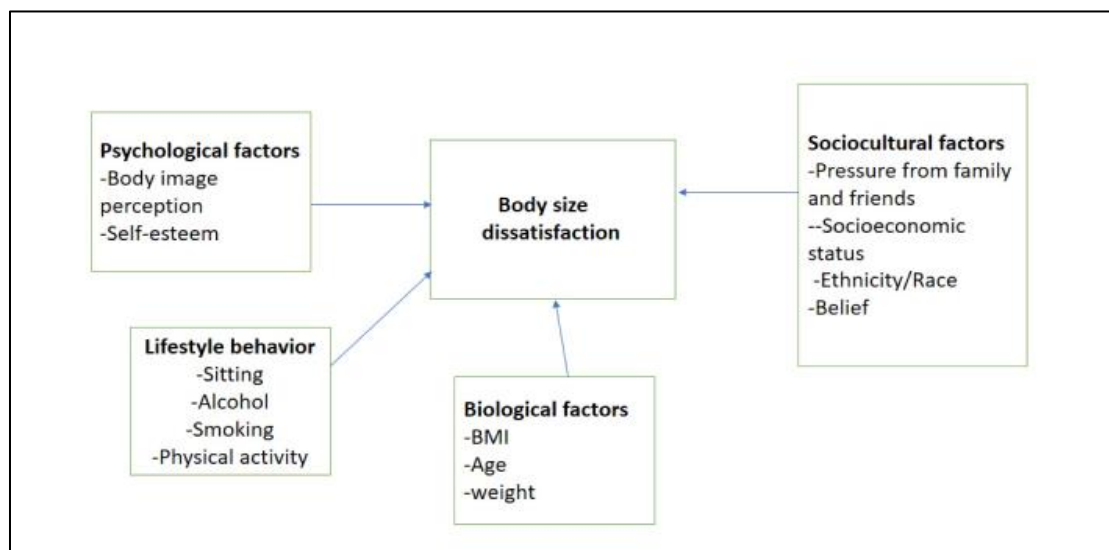 Psychological factors
-Body image
perception
-Self-esteem
Body size
dissatisfaction
Sociocultural factors
-Pressure from family
and friends
--Socioeconomic
status
-Ethnicity/Race
-Belief
Lifestyle behavior
-Sitting
-Alcohol
-Smoking
-Physical activity
Biological factors
-BMI
-Age
-weight